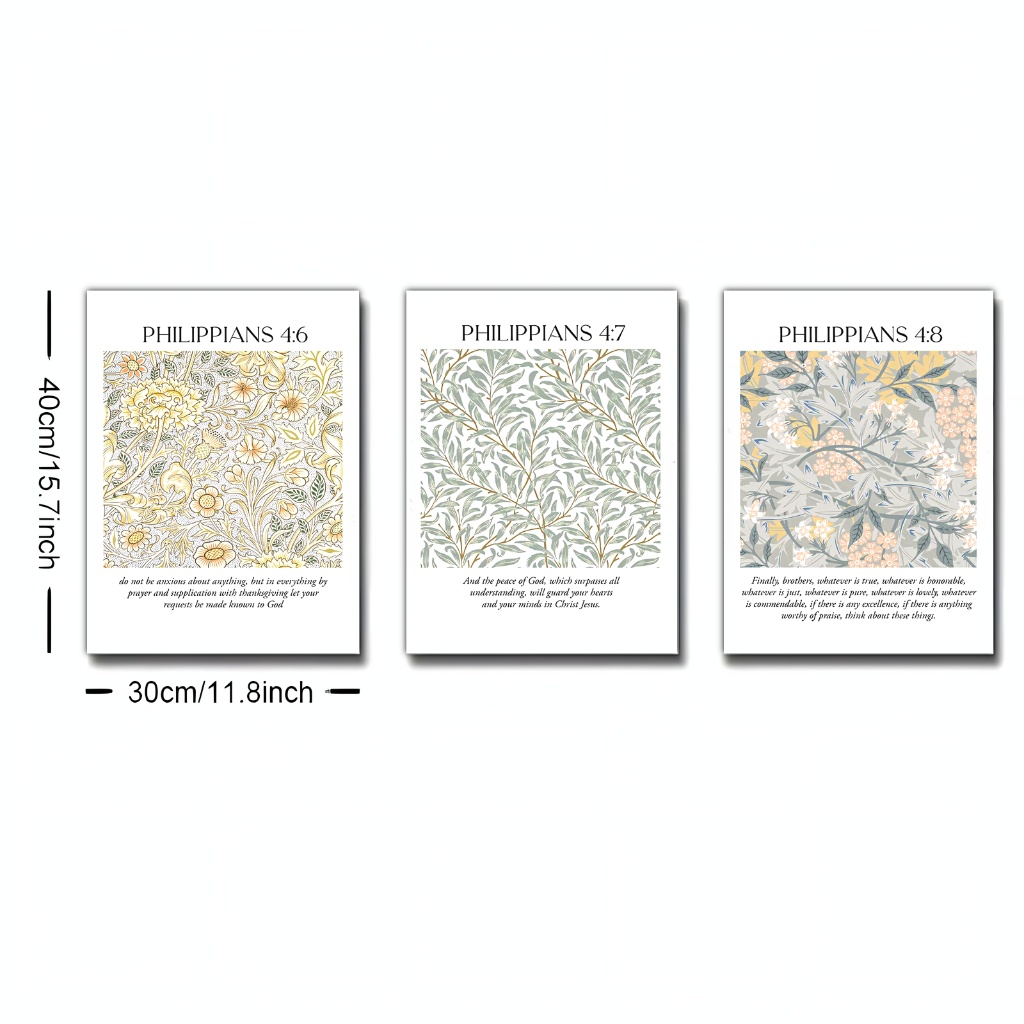 40cm/15.7inch
PHILIPPIANS 4:6
do not be anxious about anything, but in everything by
prayer and supplication with thanksgiving let your
requests be made known to God
PHILIPPIANS 4:7
And the peace of God, which surpasses all
understanding, will guard your hearts
and your minds in Christ Jesus.
PHILIPPIANS 4:8
Finally, brothers, whatever is true, whatever is honorable,
whatever is just, whatever is pure, whatever is lovely, whatever
is commendable, if there is any excellence, if there is anything
worthy of praise, think about these things.
30cm/11.8inch